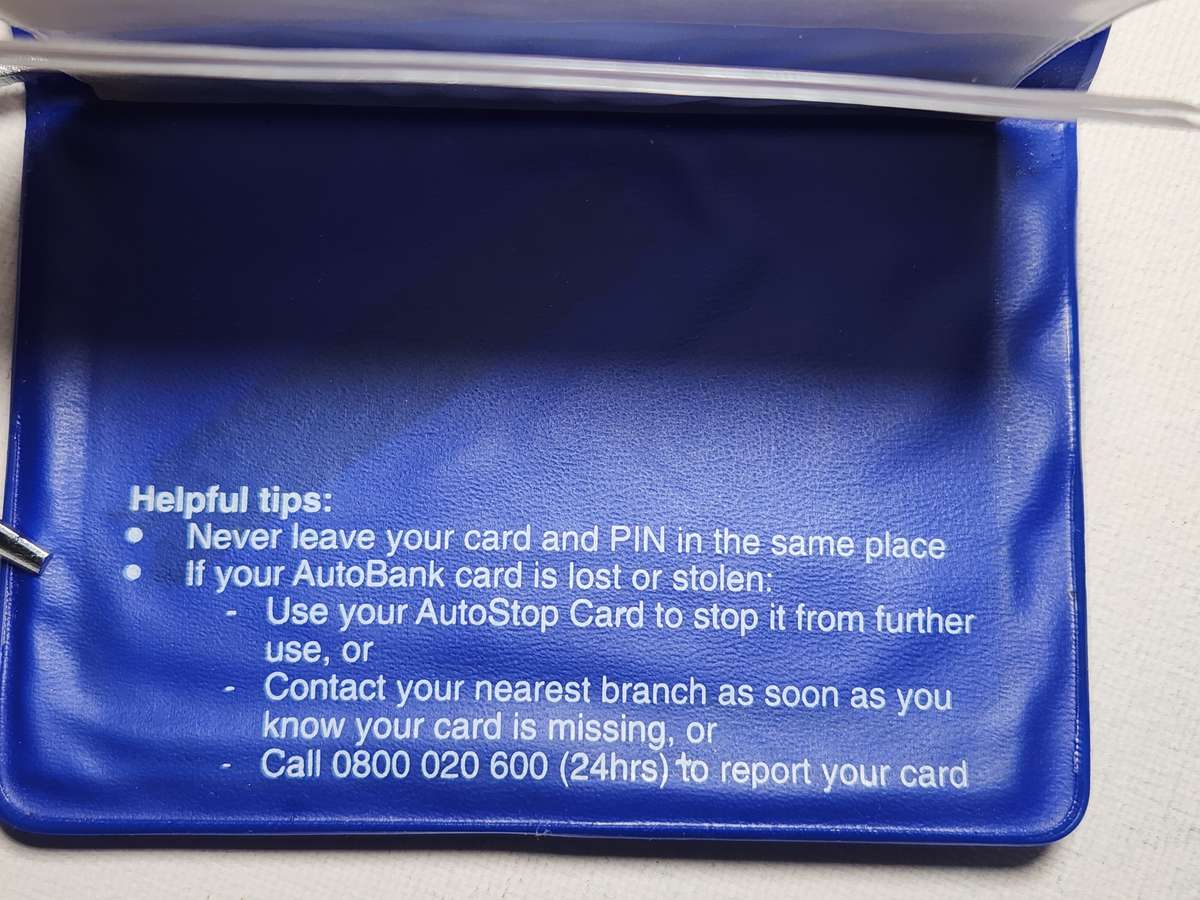 Helpful tips:
• Never leave your card and PIN in the same place
• If your AutoBank card is lost or stolen:
- Use your AutoStop Card to stop it from further
use, or
- Contact your nearest branch as soon as you
know your card is missing, or
- Call 0800 020 600 (24hrs) to report your card